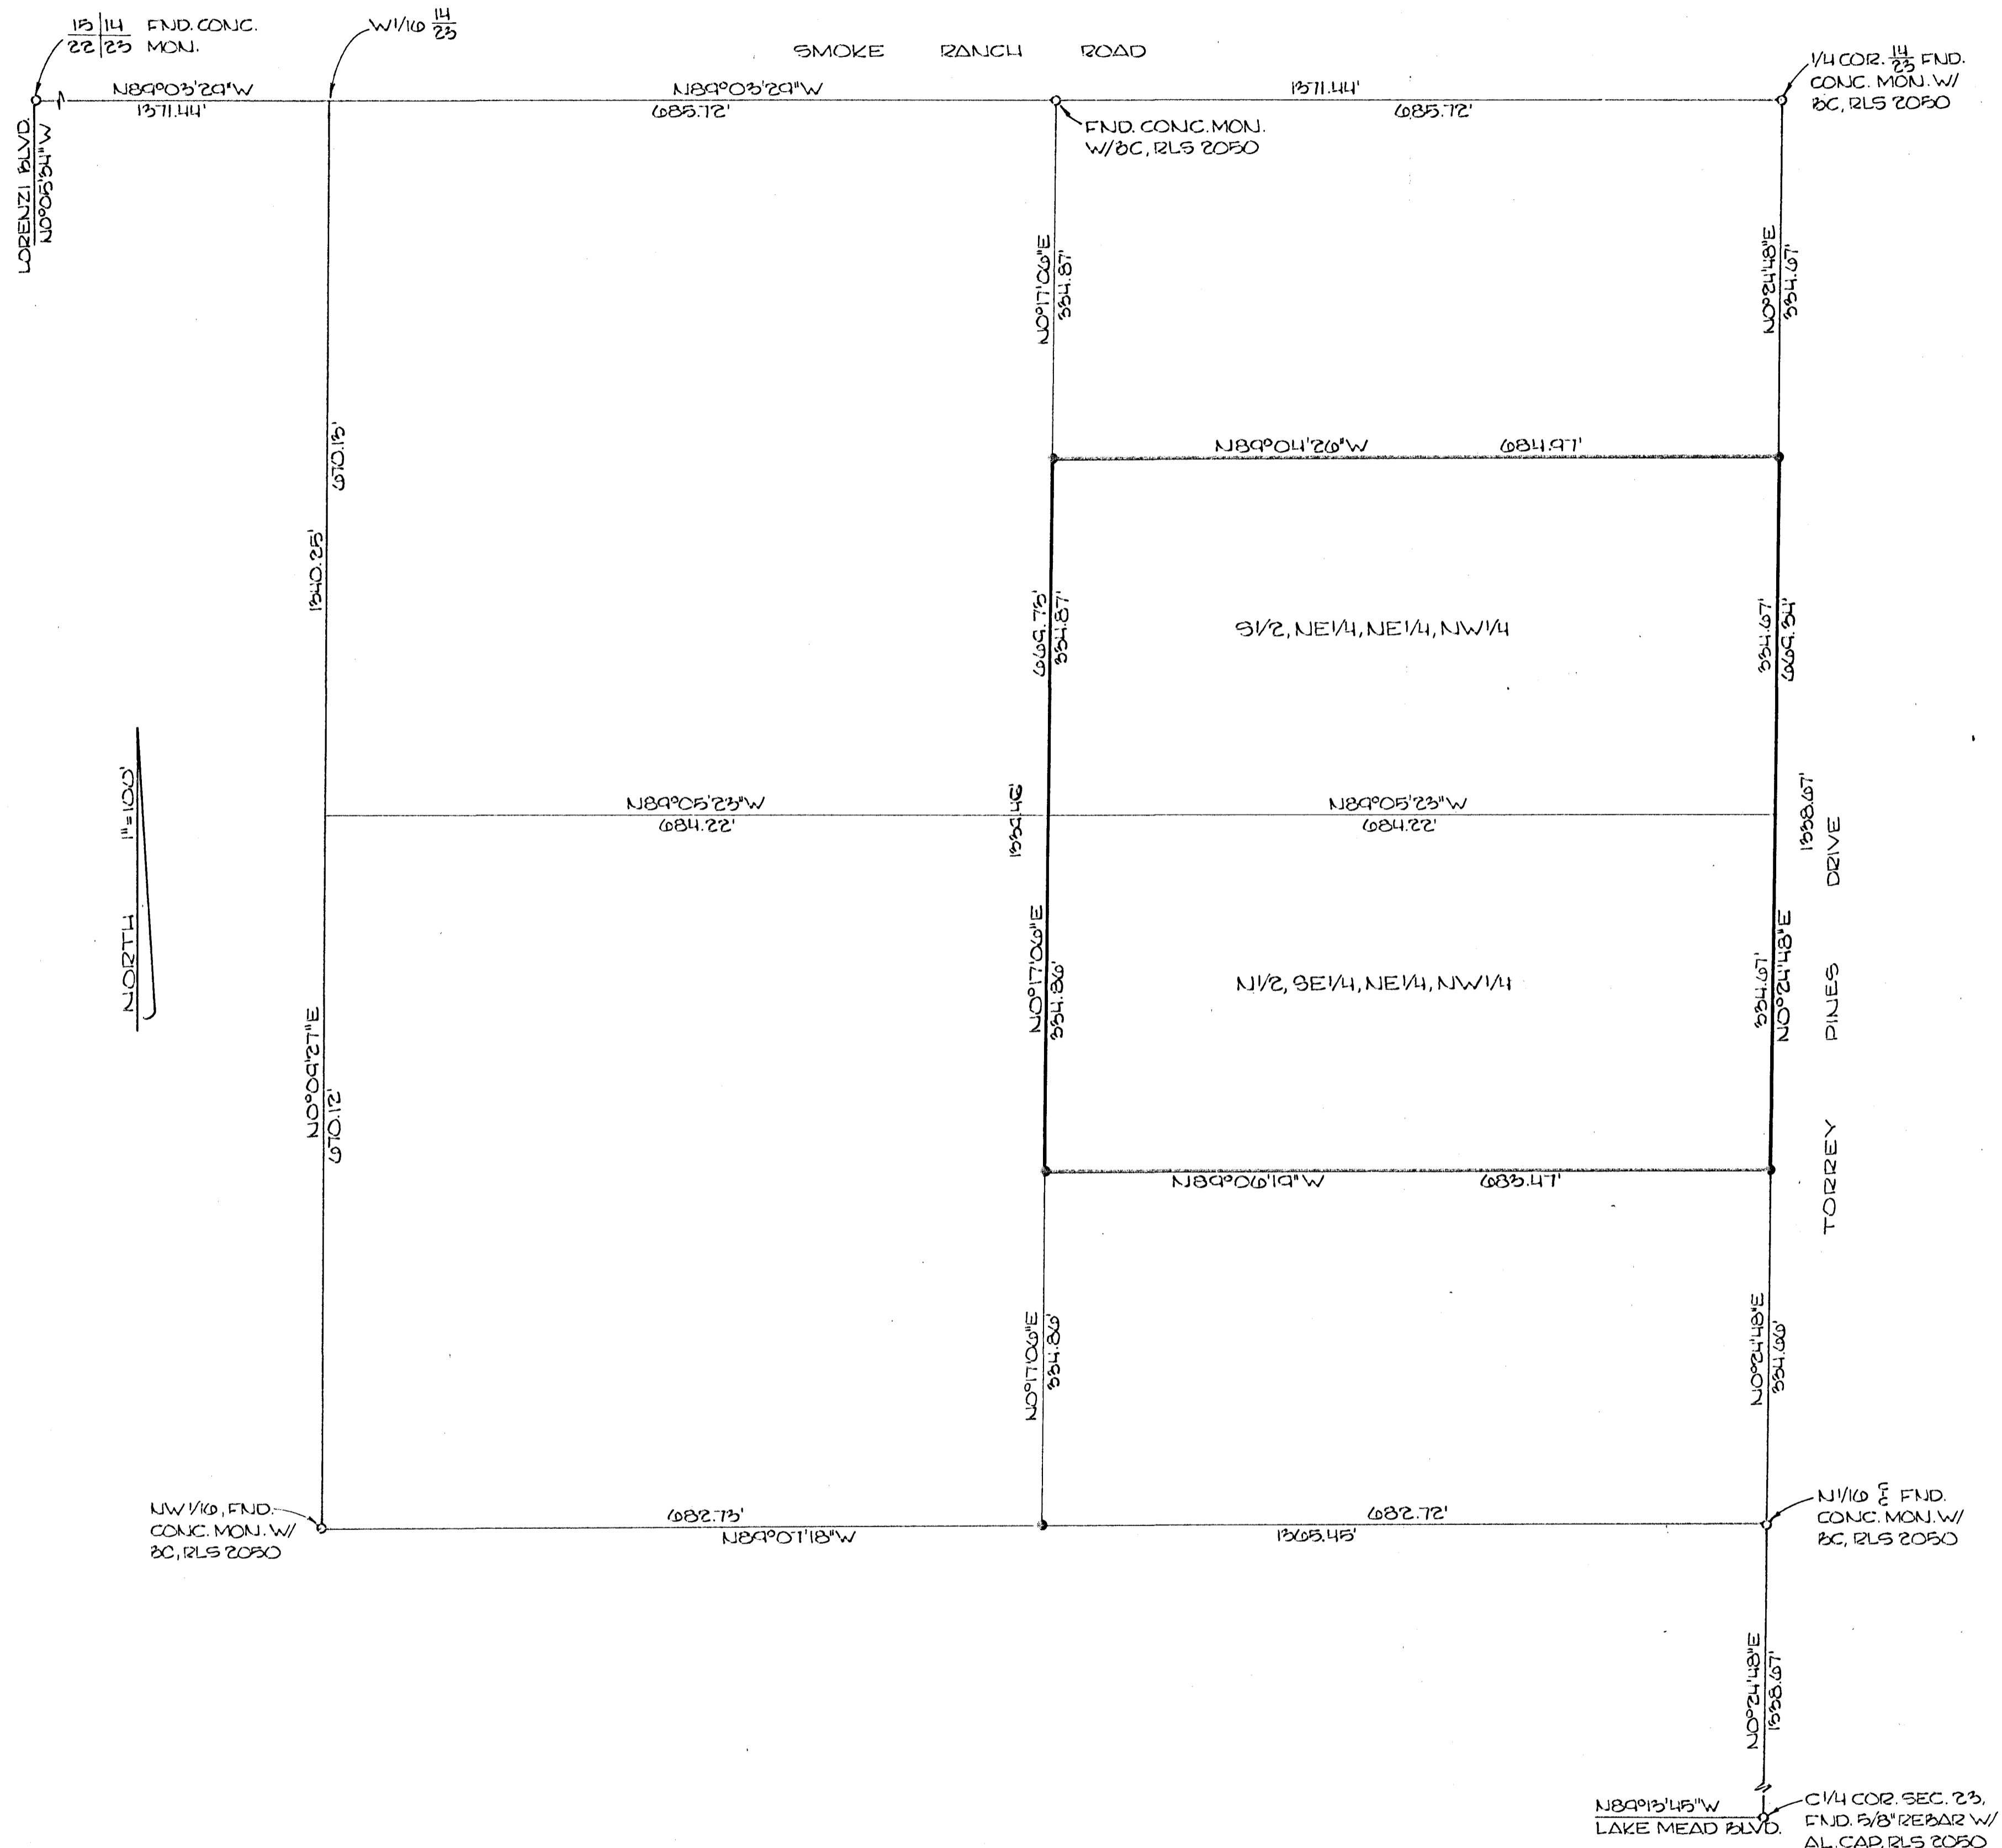 15|14 FND. CONC.
22|23 MON.
W1/16 14/23
SMOKE RANCH ROAD
1/4 COR. 14/23 FND.
CONC. MON. W/
BC, RLS 2050
N89°03'29"W
1371.44'
N89°03'29"W
685.72'
1371.44'
685.72'
FND. CONC. MON.
W/BC, RLS 2050
LORENZI BLVD.
N0°05'34"W
N0°17'06"E
334.87'
N0°24'48"E
334.67'
N89°04'26"W 684.97'
670.13'
1340.25'
669.73'
334.87'
S1/2, NE1/4, NE1/4, NW1/4
334.67'
669.34'
NORTH 1"=100'
N89°05'23"W
684.22'
1339.46'
N89°05'23"W
684.22'
1338.67'
TORREY PINES DRIVE
N0°17'06"E
334.86'
N1/2, SE1/4, NE1/4, NW1/4
334.67'
N0°24'48"E
N0°09'27"E
670.12'
N89°06'19"W 683.47'
N0°17'06"E
334.86'
N0°24'48"E
334.66'
NW1/16, FND.
CONC. MON. W/
BC, RLS 2050
682.73'
N89°07'18"W
682.72'
1365.45'
N1/16 C/C FND.
CONC. MON. W/
BC, RLS 2050
N0°24'48"E
1338.67'
N89°13'45"W
LAKE MEAD BLVD.
C1/4 COR. SEC. 23,
FND. 5/8" REBAR W/
AL. CAP, RLS 2050